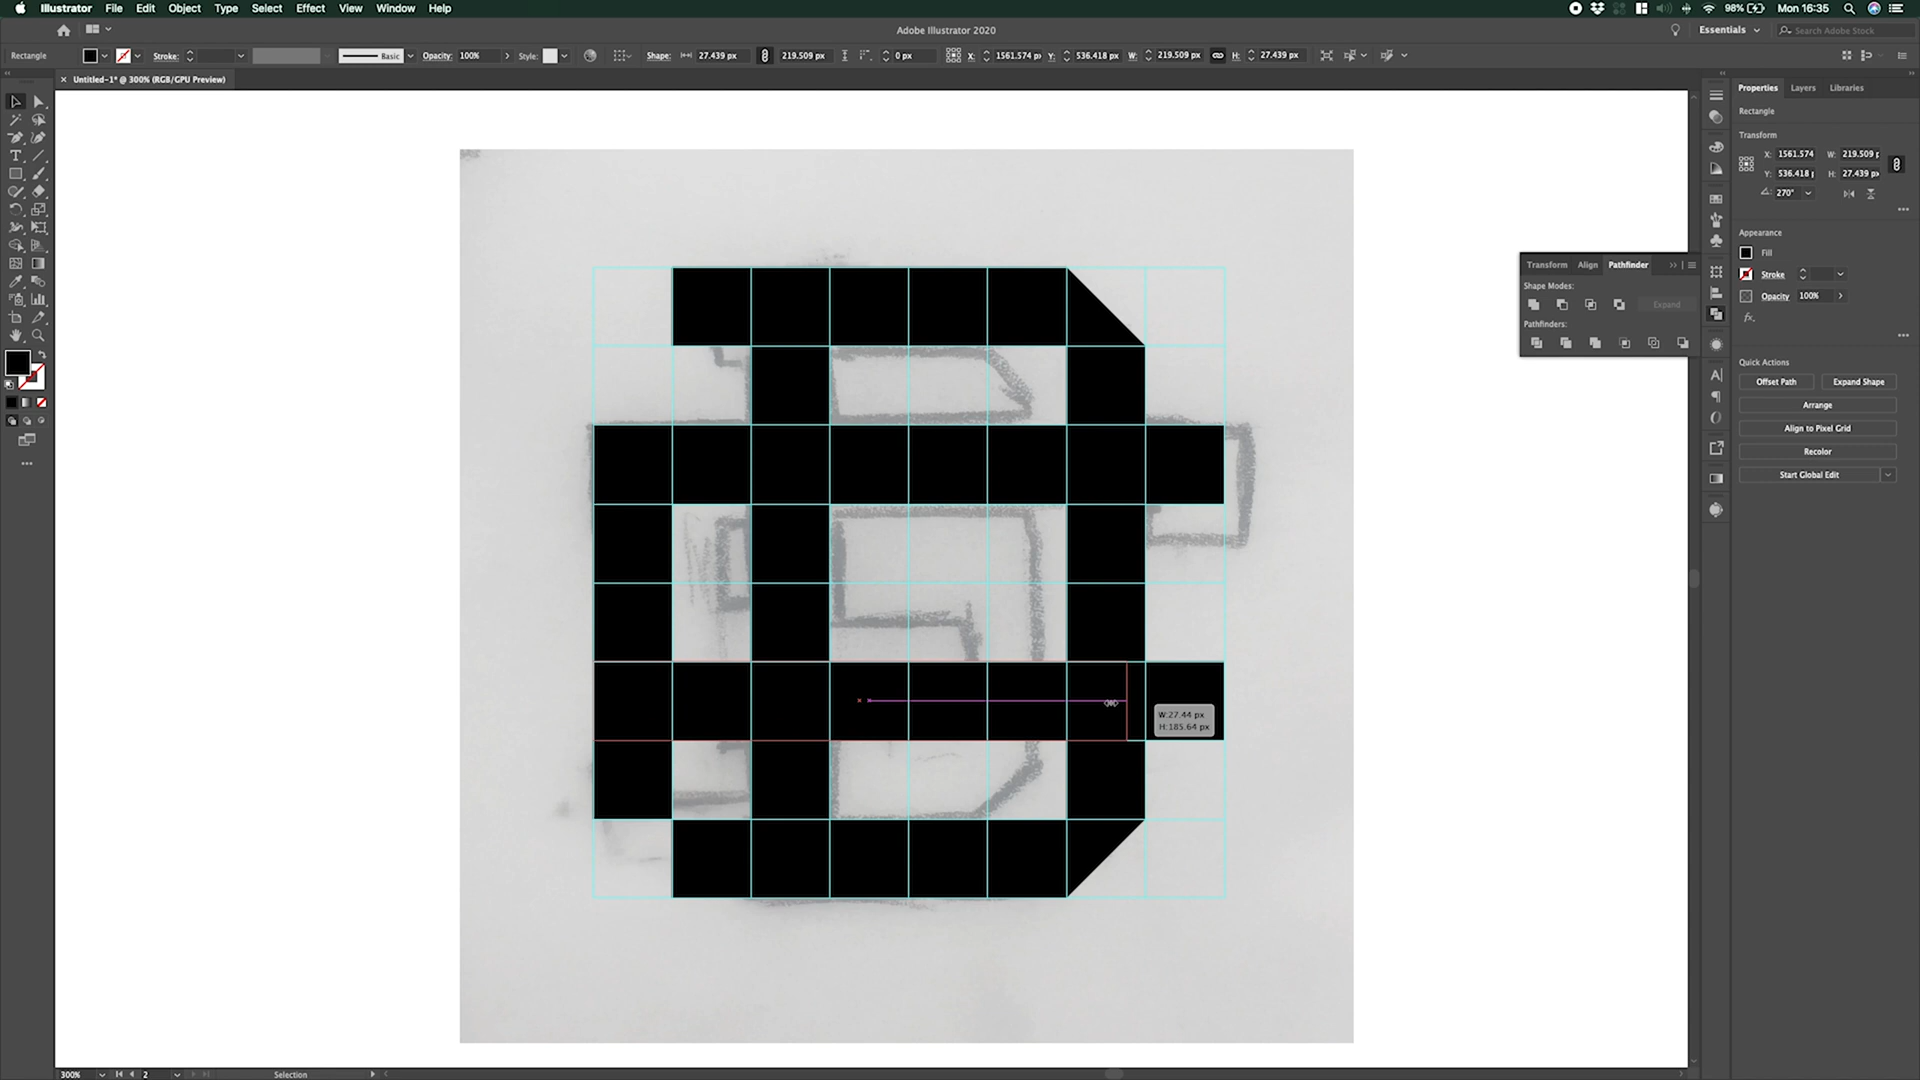 Illustrator File Edit Object Type Select Effect View Window Help
98% Mon 16:35
Adobe Illustrator 2020
Essentials
Search Adobe Stock
Rectangle Stroke: Basic Opacity: 100% Style: Shape: 27.439 px 219.509 px 0 px X: 1561.574 px Y: 536.418 px W: 219.509 px H: 27.439 px
× Untitled-1* @ 300% (RGB/GPU Preview)
Properties Layers Libraries
Rectangle
Transform
X: 1561.574 W: 219.509 p
Y: 536.418 p H: 27.439 px
270°
Appearance
Fill
Stroke
Opacity 100%
fx.
Quick Actions
Offset Path Expand Shape
Arrange
Align to Pixel Grid
Recolor
Start Global Edit
Transform Align Pathfinder
Shape Modes:
Expand
Pathfinders:
W:27.44 px
H:185.64 px
300% 2 Selection